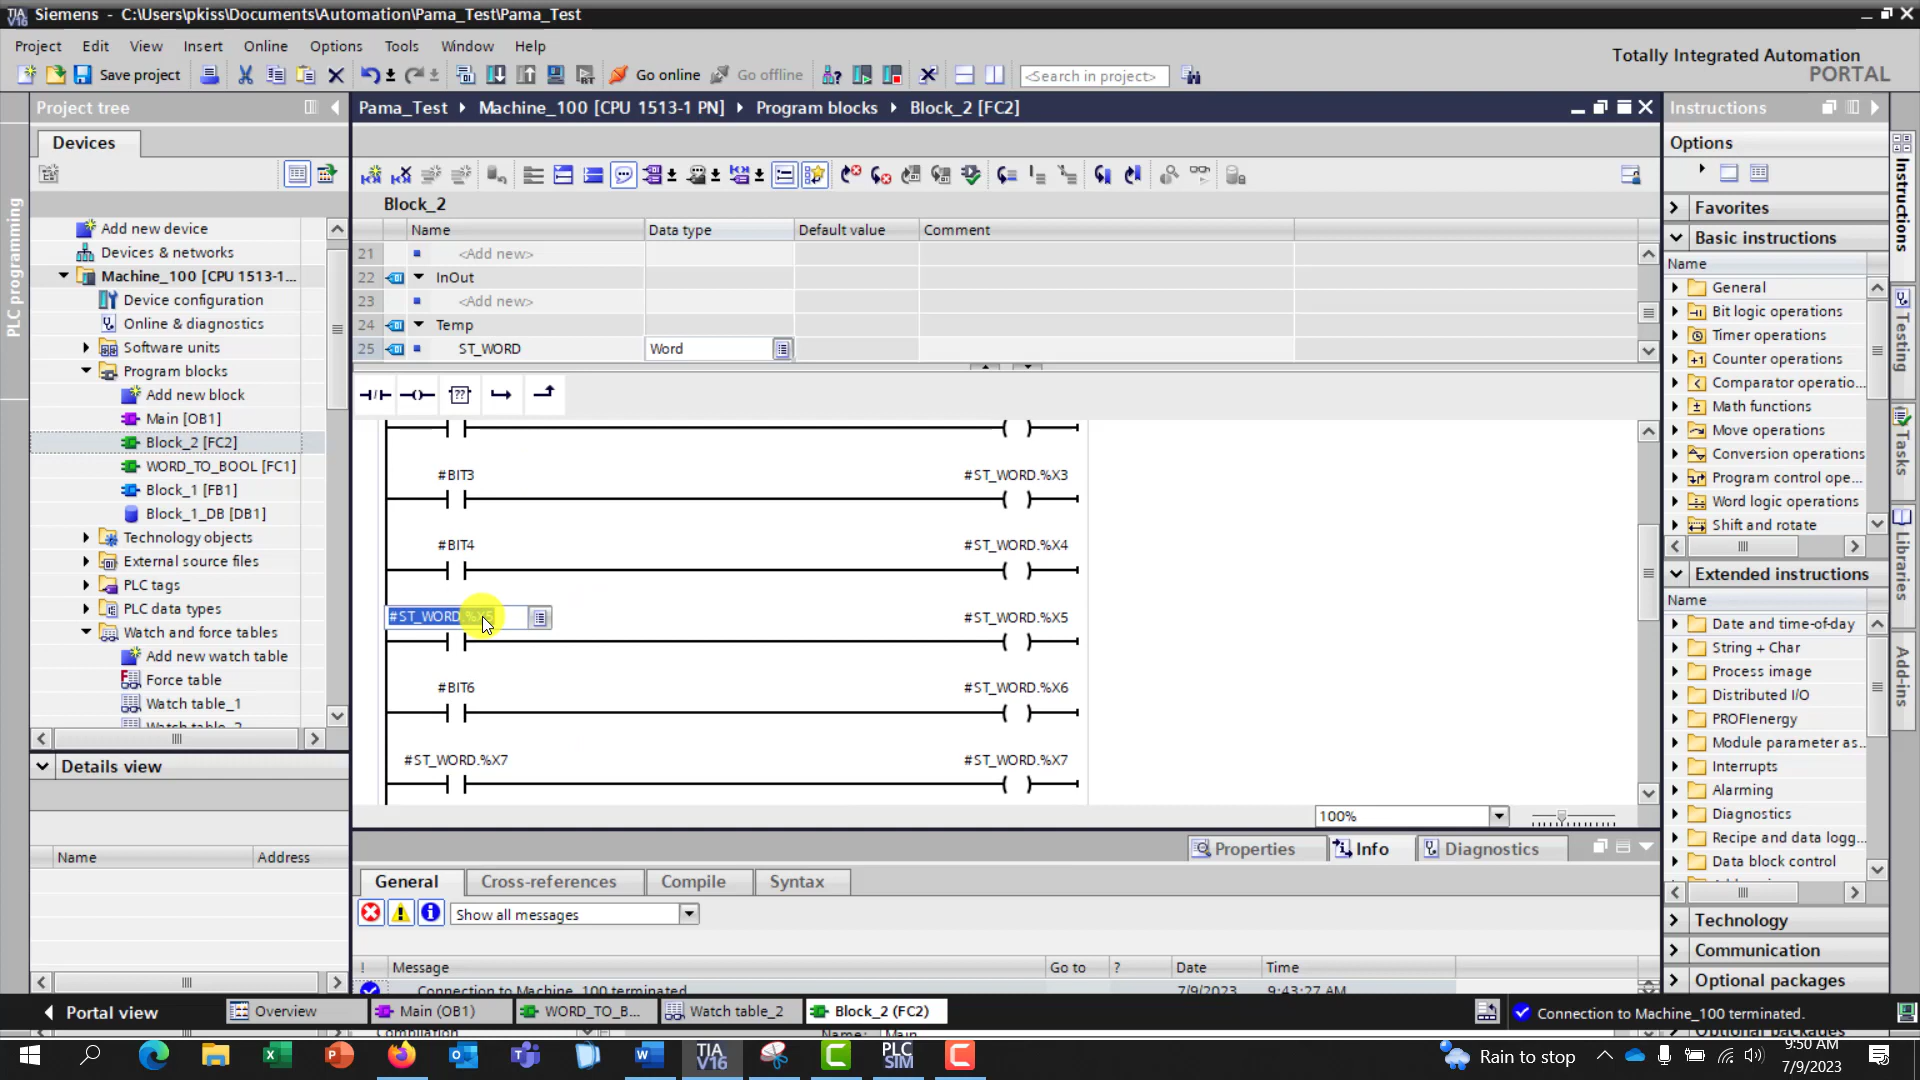 Siemens - C:\Users\pkiss\Documents\Automation\Pama_Test\Pama_Test
Project Edit View Insert Online Options Tools Window Help
Totally Integrated Automation
PORTAL
Save project
Go online
Go offline
<Search in project>
Project tree
Pama_Test Machine_100 [CPU 1513-1 PN] Program blocks Block_2 [FC2]
Instructions
Devices
Options
PLC programming
Block_2
Name Data type Default value Comment
21 <Add new>
22 InOut
23 <Add new>
24 Temp
25 ST_WORD Word
Add new device
Devices & networks
Machine_100 [CPU 1513-1...
Device configuration
Online & diagnostics
Software units
Program blocks
Add new block
Main [OB1]
Block_2 [FC2]
WORD_TO_BOOL [FC1]
Block_1 [FB1]
Block_1_DB [DB1]
Technology objects
External source files
PLC tags
PLC data types
Watch and force tables
Add new watch table
Force table
Watch table_1
Watch table_2
Details view
Name Address
??
#BIT3 #ST_WORD.%X3
#BIT4 #ST_WORD.%X4
#ST_WORD.%X5 #ST_WORD.%X5
#BIT6 #ST_WORD.%X6
#ST_WORD.%X7 #ST_WORD.%X7
100%
Properties Info Diagnostics
General Cross-references Compile Syntax
Show all messages
! Message Go to ? Date Time
Connection to Machine_100 terminated. 7/9/2023 9:43:27 AM
Favorites
Basic instructions
Name
General
Bit logic operations
Timer operations
Counter operations
Comparator operatio...
Math functions
Move operations
Conversion operations
Program control ope...
Word logic operations
Shift and rotate
Extended instructions
Name
Date and time-of-day
String + Char
Process image
Distributed I/O
PROFIenergy
Module parameter as...
Interrupts
Alarming
Diagnostics
Recipe and data logg...
Data block control
Technology
Communication
Optional packages
Instructions
Testing
Tasks
Libraries
Add-ins
Portal view
Overview
Main (OB1)
WORD_TO_B...
Watch table_2
Block_2 (FC2)
Connection to Machine_100 terminated.
Compilation
Name: Main
Optional packages
TIA V16
PLC SIM
Rain to stop
9:50 AM
7/9/2023